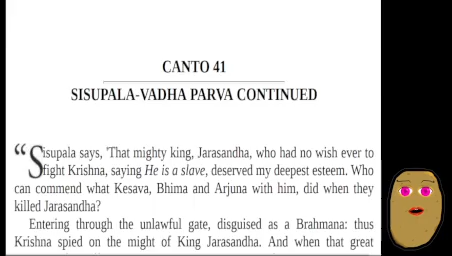 CANTO 41
SISUPALA-VADHA PARVA CONTINUED
“Sisupala says, 'That mighty king, Jarasandha, who had no wish ever to
fight Krishna, saying He is a slave, deserved my deepest esteem. Who
can commend what Kesava, Bhima and Arjuna with him, did when they
killed Jarasandha?
Entering through the unlawful gate, disguised as a Brahmana: thus
Krishna spied on the might of King Jarasandha. And when that great